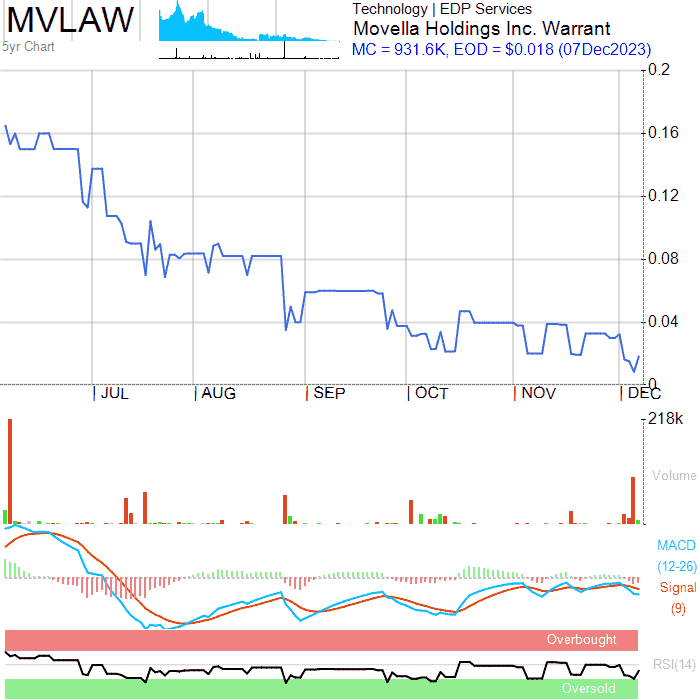 MVLAW
5yr Chart
Technology | EDP Services
Movella Holdings Inc. Warrant
MC = 931.6K, EOD = $0.018 (07Dec2023)
0.2
0.16
0.12
0.08
0.04
0
JUL AUG SEP OCT NOV DEC
218k
Volume
MACD
(12-26)
Signal
(9)
Overbought
RSI(14)
Oversold